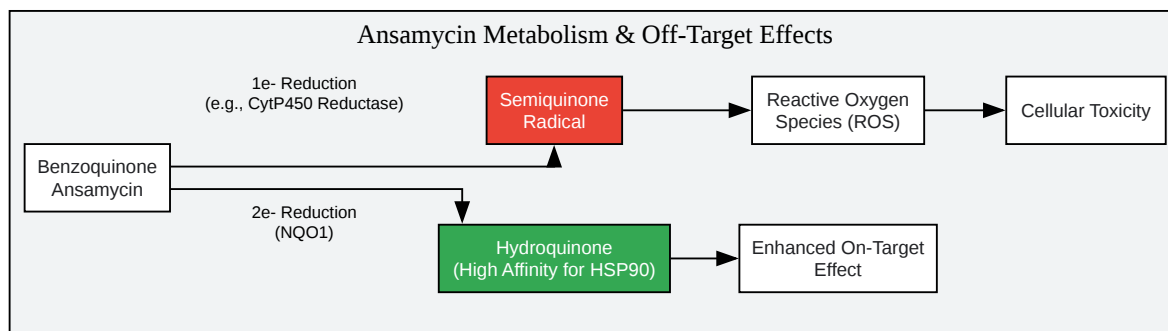 Ansamycin Metabolism & Off-Target Effects
1e- Reduction
(e.g., CytP450 Reductase)
Semiquinone
Radical
Reactive Oxygen
Species (ROS)
Cellular Toxicity
Benzoquinone
Ansamycin
2e- Reduction
(NQO1)
Hydroquinone
(High Affinity for HSP90)
Enhanced On-Target
Effect